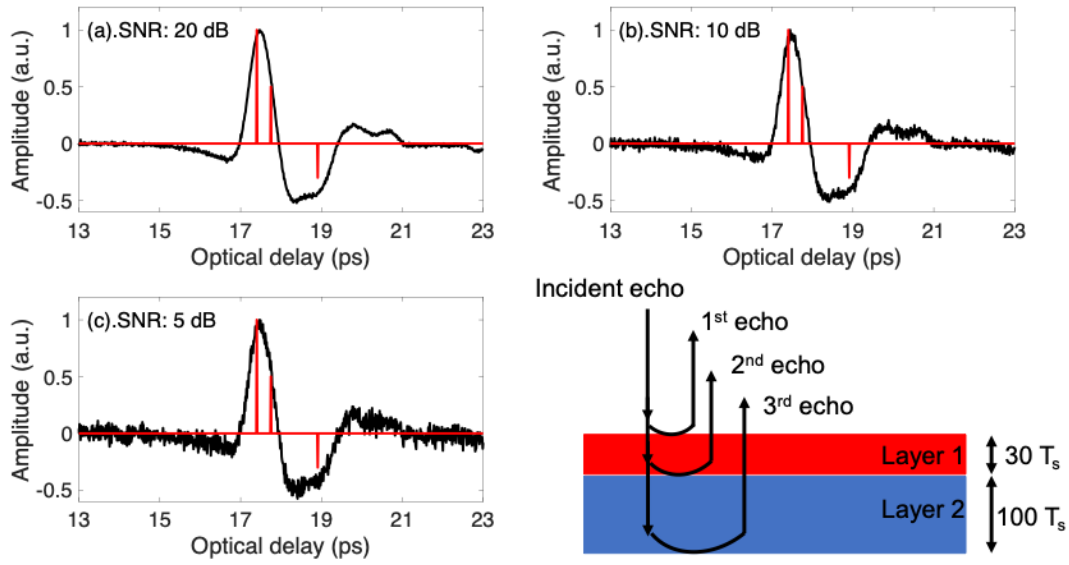 (a).SNR: 20 dB
1
0.5
0
-0.5
Amplitude (a.u.)
13 15 17 19 21 23
Optical delay (ps)
(b).SNR: 10 dB
1
0.5
0
-0.5
Amplitude (a.u.)
13 15 17 19 21 23
Optical delay (ps)
(c).SNR: 5 dB
1
0.5
0
-0.5
Amplitude (a.u.)
13 15 17 19 21 23
Optical delay (ps)
Incident echo
1st echo
2nd echo
3rd echo
Layer 1
30 Ts
Layer 2
100 Ts